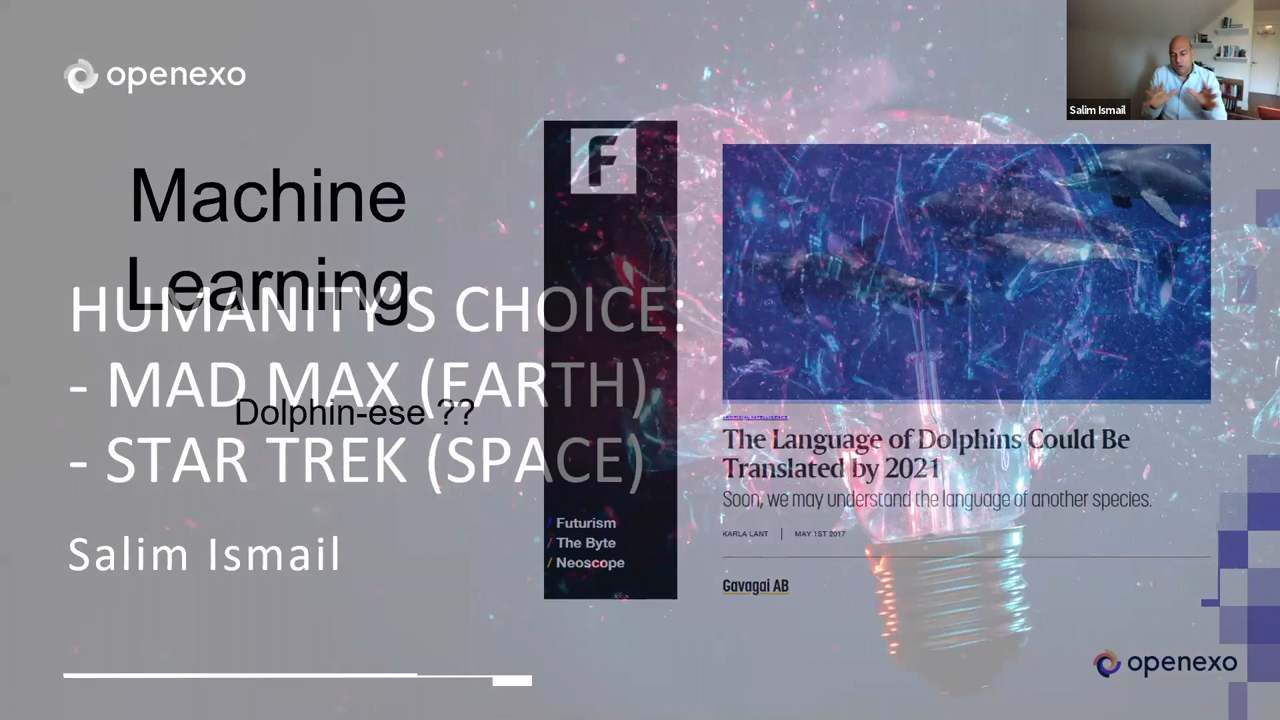 openexo
Salim Ismail
Machine
Learning
HUMANITY'S CHOICE:
- MAD MAX (EARTH)
Dolphin-ese ??
- STAR TREK (SPACE)
Salim Ismail
F
/ Futurism
/ The Byte
/ Neoscope
ARTIFICIAL INTELLIGENCE
The Language of Dolphins Could Be
Translated by 2021
Soon, we may understand the language of another species.
KARLA LANT | MAY 1ST 2017
Gavagai AB
openexo